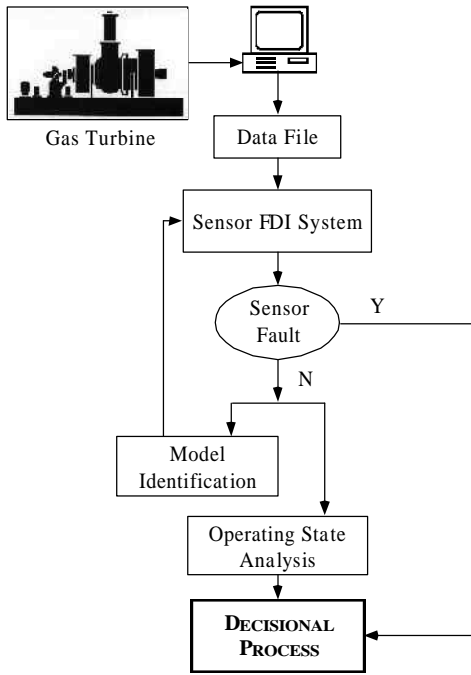 Gas Turbine
Data File
Sensor FDI System
Sensor
Fault
Y
N
Model
Identification
Operating State
Analysis
DECISIONAL
PROCESS